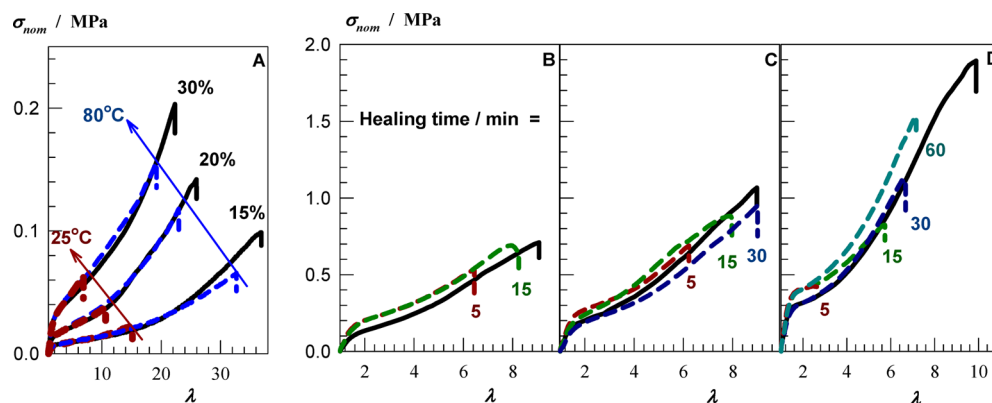 σnom / MPa
σnom / MPa
A
30%
80°C
20%
15%
25°C
0.2
0.1
0.0
10 20 30
λ
2.0
1.5
1.0
0.5
0.0
B
Healing time / min =
5
15
2 4 6 8
λ
C
5
15
30
2 4 6 8
λ
D
60
30
15
5
2 4 6 8 10
λ